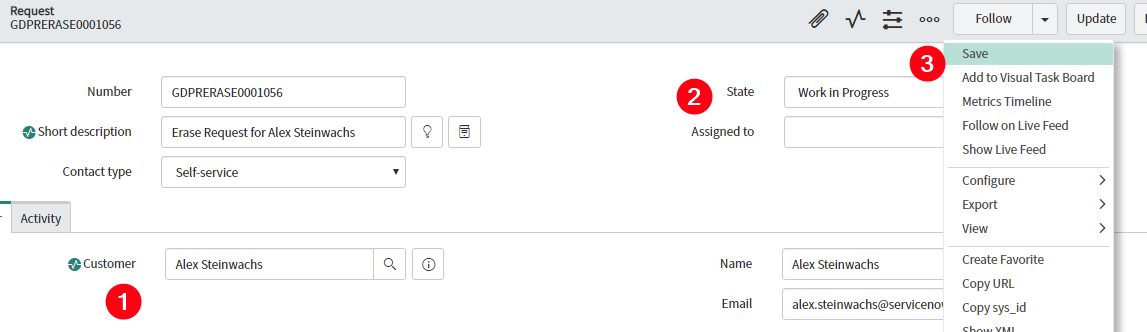 Request
GDPRERASE0001056
Follow
Update
3
Save
Add to Visual Task Board
Metrics Timeline
Follow on Live Feed
Show Live Feed
Configure
Export
View
Create Favorite
Copy URL
Copy sys_id
Show XML
Number GDPRERASE0001056
2 State Work in Progress
Short description Erase Request for Alex Steinwachs
Assigned to
Contact type Self-service
Activity
Customer Alex Steinwachs
Name Alex Steinwachs
1
Email alex.steinwachs@servicenow